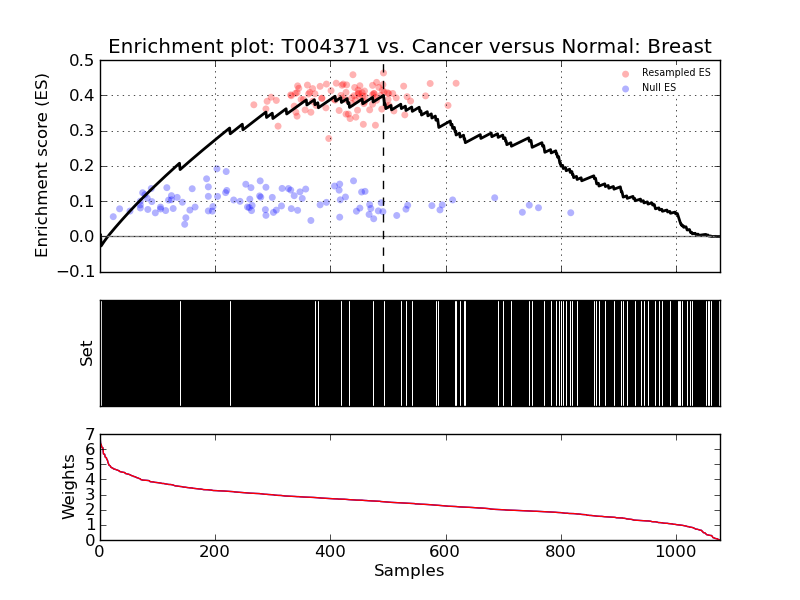 Enrichment plot: T004371 vs. Cancer versus Normal: Breast
Enrichment score (ES)
0.5
0.4
0.3
0.2
0.1
0.0
−0.1
Resampled ES
Null ES
Set
Weights
7
6
5
4
3
2
1
0
0 200 400 600 800 1000
Samples